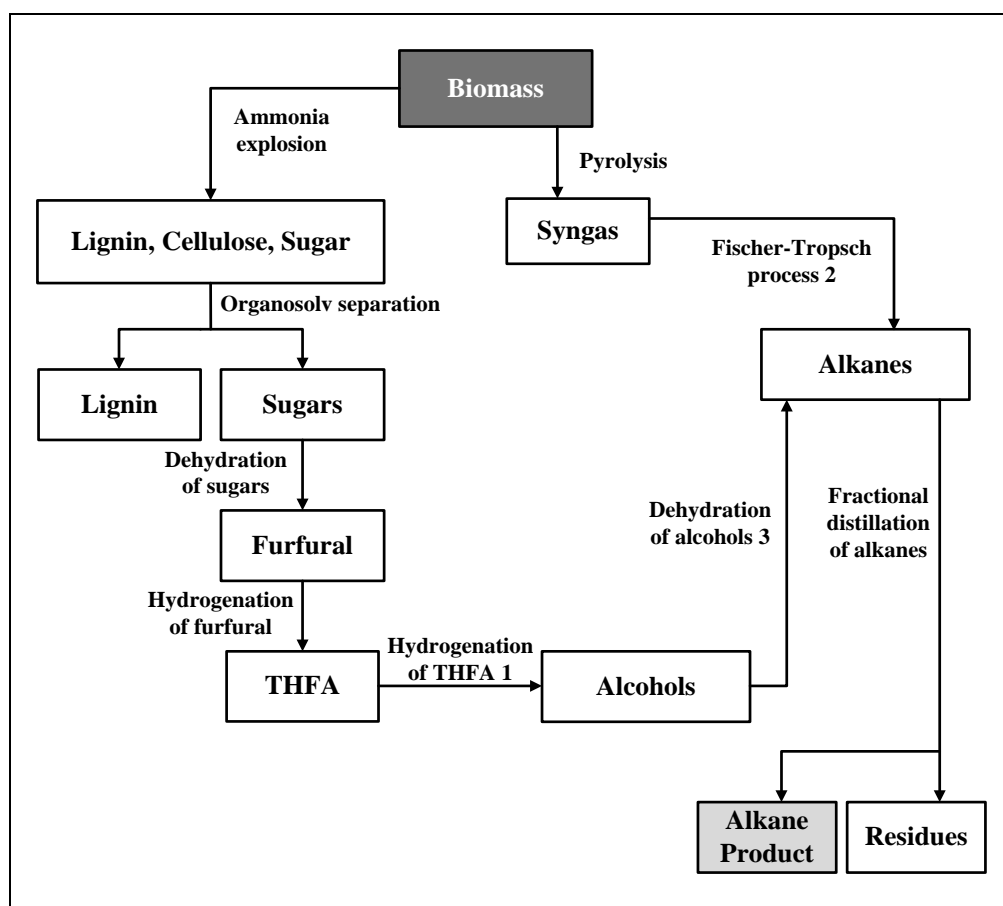 Biomass
Ammonia
explosion
Pyrolysis
Lignin, Cellulose, Sugar
Syngas
Fischer-Tropsch
process 2
Organosolv separation
Alkanes
Lignin
Sugars
Dehydration
of sugars
Dehydration
of alcohols 3
Fractional
distillation
of alkanes
Furfural
Hydrogenation
of furfural
Hydrogenation
of THFA 1
THFA
Alcohols
Alkane
Product
Residues